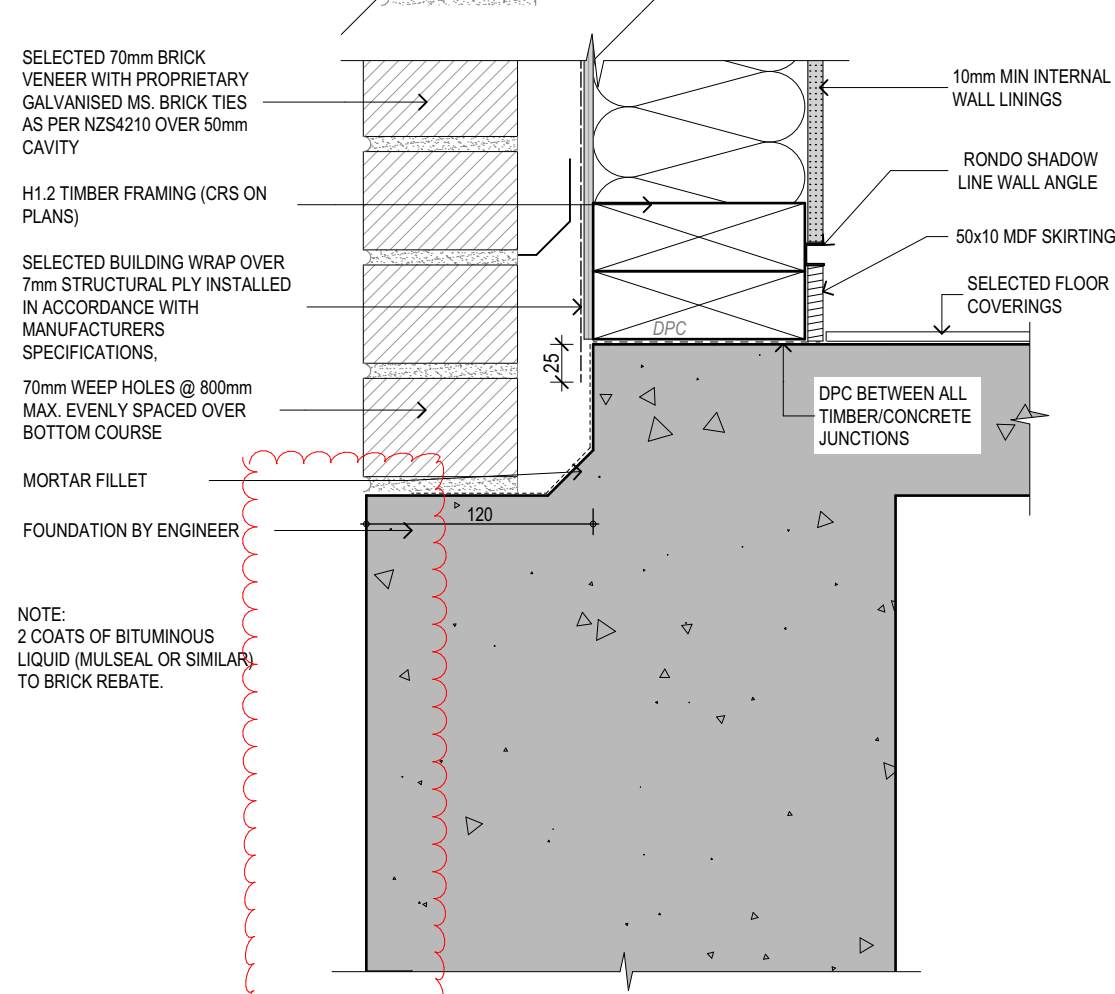 SELECTED 70mm BRICK
VENEER WITH PROPRIETARY
GALVANISED MS. BRICK TIES
AS PER NZS4210 OVER 50mm
CAVITY
H1.2 TIMBER FRAMING (CRS ON
PLANS)
SELECTED BUILDING WRAP OVER
7mm STRUCTURAL PLY INSTALLED
IN ACCORDANCE WITH
MANUFACTURERS
SPECIFICATIONS,
70mm WEEP HOLES @ 800mm
MAX. EVENLY SPACED OVER
BOTTOM COURSE
MORTAR FILLET
FOUNDATION BY ENGINEER
NOTE:
2 COATS OF BITUMINOUS
LIQUID (MULSEAL OR SIMILAR)
TO BRICK REBATE.
25
120
DPC
10mm MIN INTERNAL
WALL LININGS
RONDO SHADOW
LINE WALL ANGLE
50x10 MDF SKIRTING
SELECTED FLOOR
COVERINGS
DPC BETWEEN ALL
TIMBER/CONCRETE
JUNCTIONS